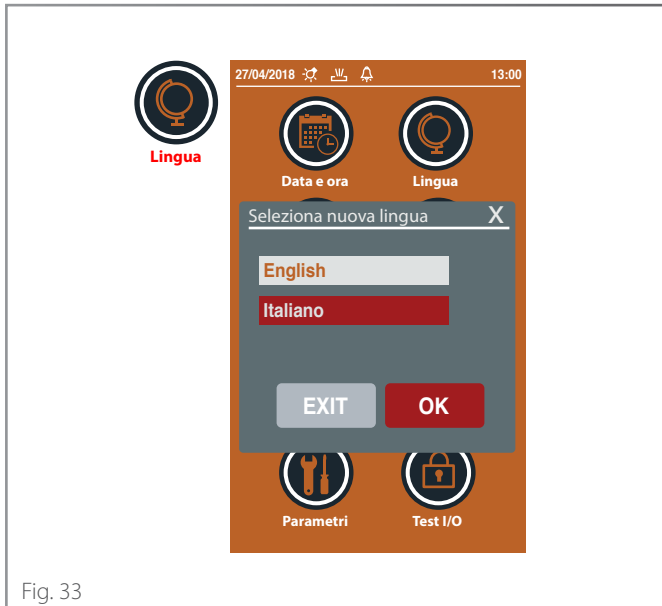 27/04/2018 13:00
Lingua
Data e ora Lingua
Seleziona nuova lingua X
English
Italiano
EXIT OK
Parametri Test I/O
Fig. 33